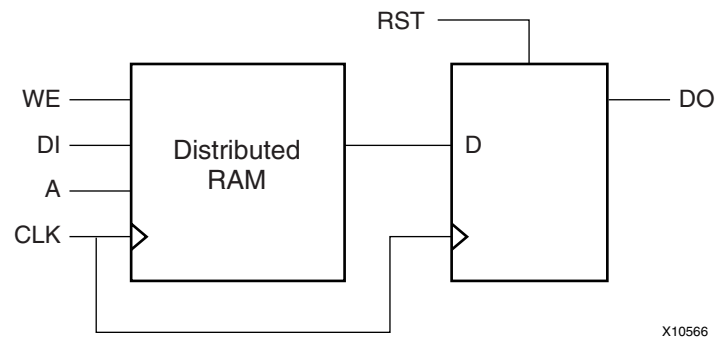 RST
WE
DI
A
CLK
Distributed
RAM
D
DO
X10566